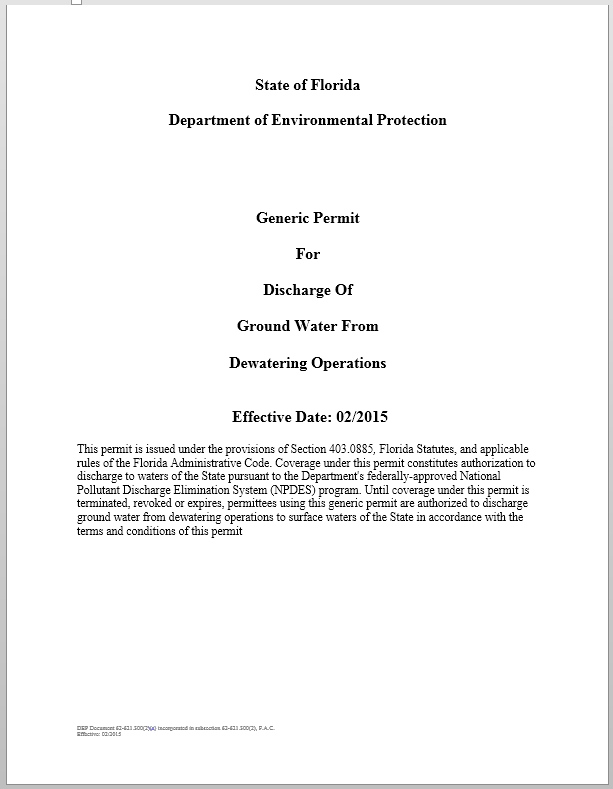 State of Florida
Department of Environmental Protection
Generic Permit
For
Discharge Of
Ground Water From
Dewatering Operations
Effective Date: 02/2015
This permit is issued under the provisions of Section 403.0885, Florida Statutes, and applicable
rules of the Florida Administrative Code. Coverage under this permit constitutes authorization to
discharge to waters of the State pursuant to the Department's federally-approved National
Pollutant Discharge Elimination System (NPDES) program. Until coverage under this permit is
terminated, revoked or expires, permittees using this generic permit are authorized to discharge
ground water from dewatering operations to surface waters of the State in accordance with the
terms and conditions of this permit
DEP Document 62-621.300(2)(a) incorporated in subsection 62-621.300(2), F.A.C.
Effective: 02/2015